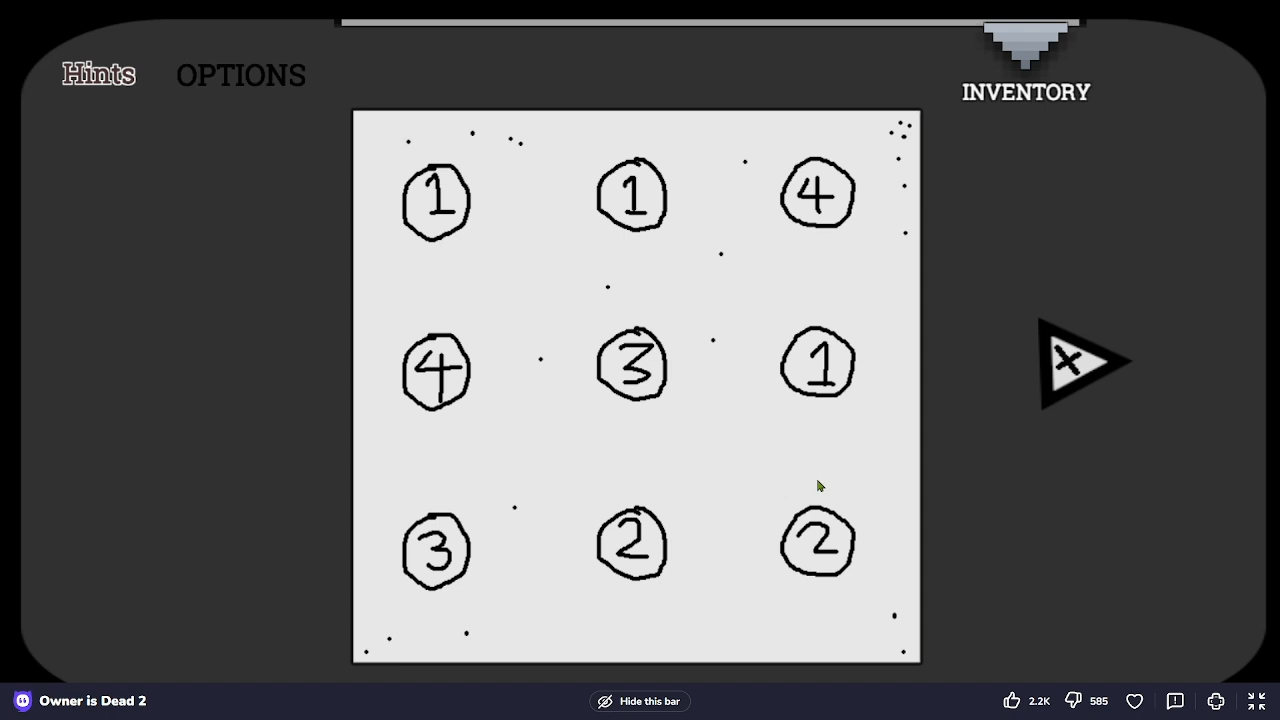 Hints OPTIONS
INVENTORY
1 1 4
4 3 1
3 2 2
Owner is Dead 2 Hide this bar 2.2K 585